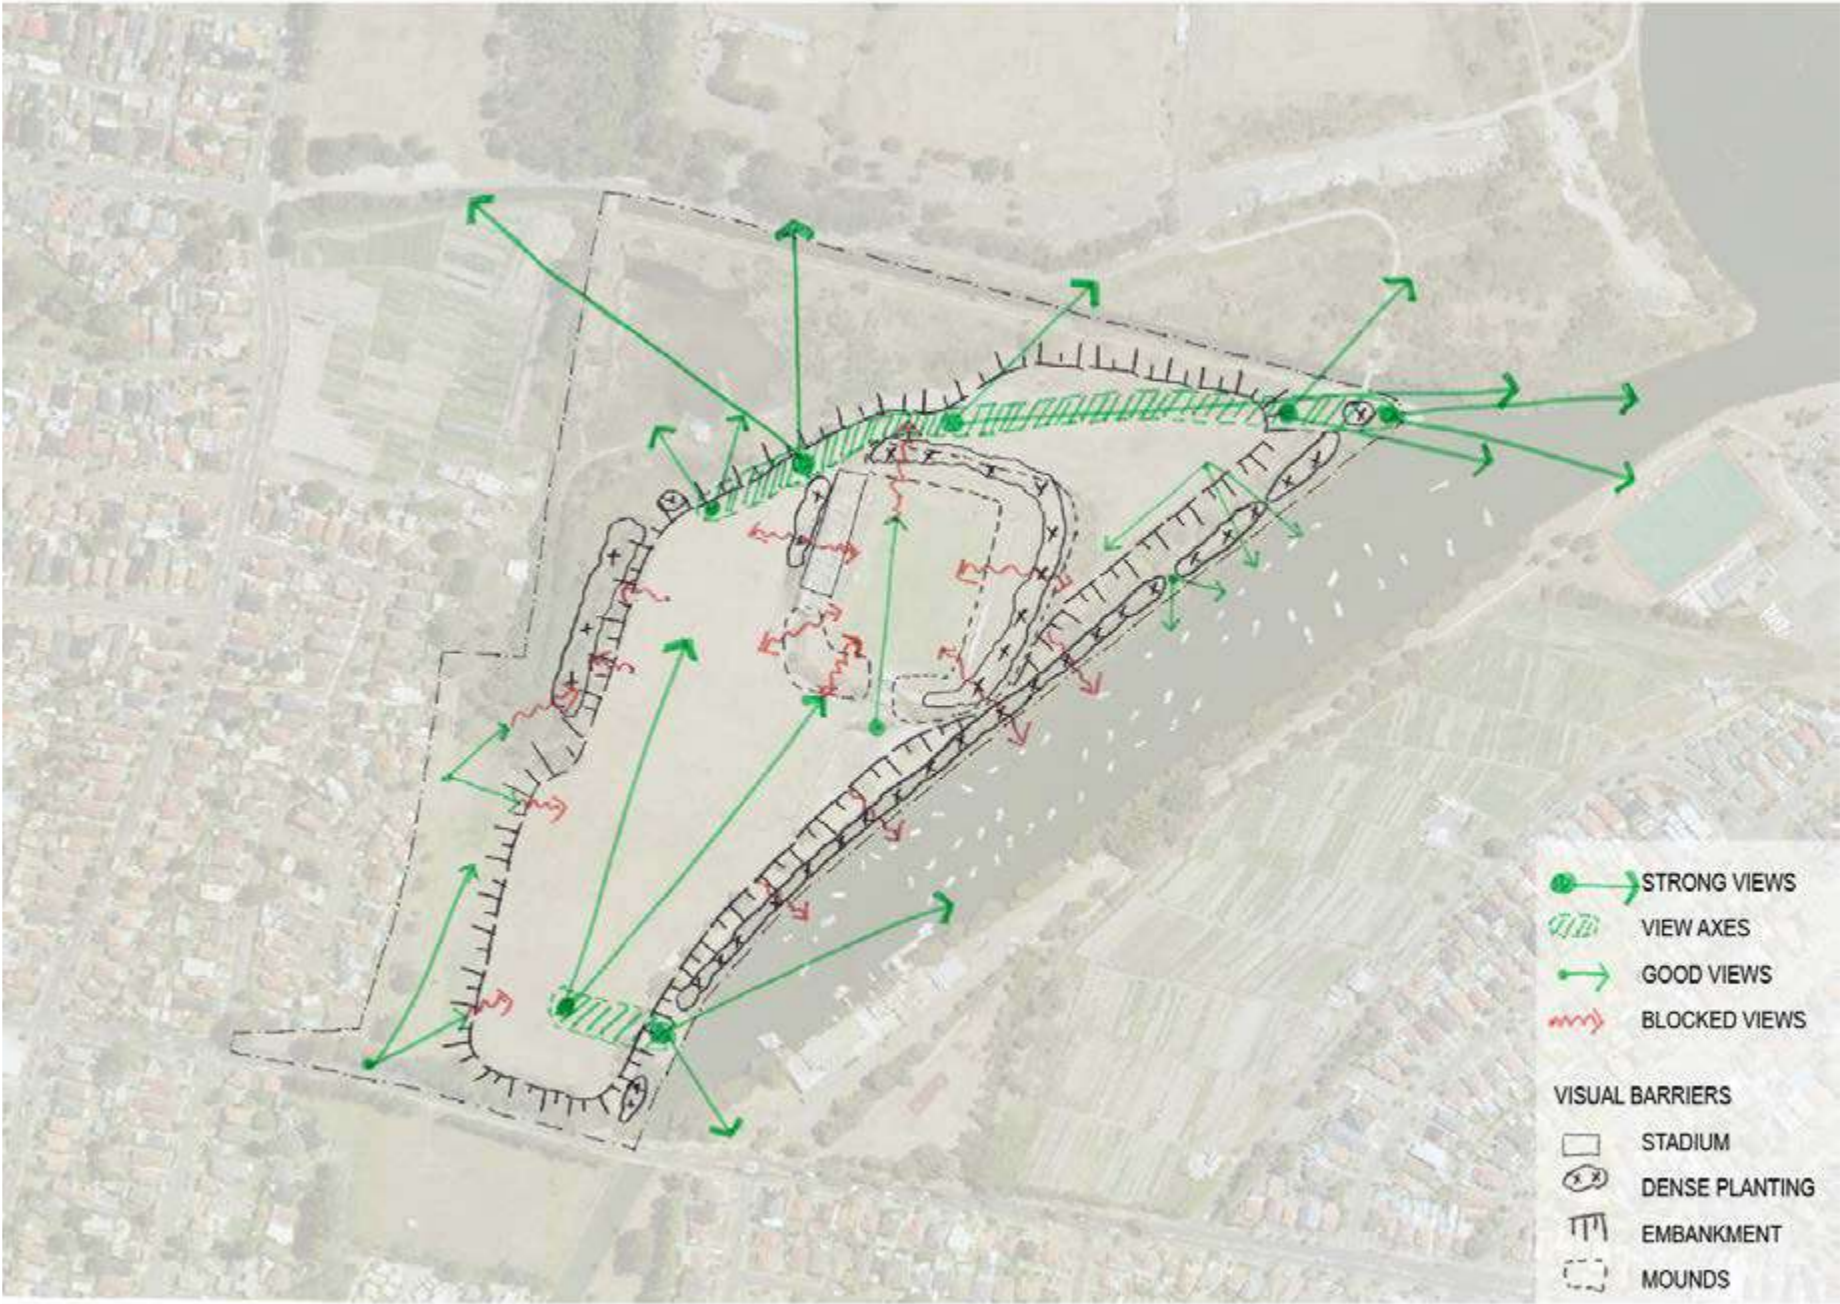 STRONG VIEWS
VIEW AXES
GOOD VIEWS
BLOCKED VIEWS
VISUAL BARRIERS
STADIUM
DENSE PLANTING
EMBANKMENT
MOUNDS